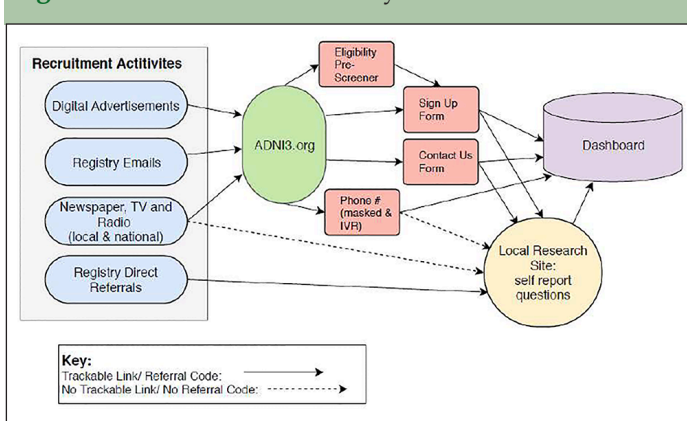 Recruitment Actitivites
Digital Advertisements
Registry Emails
Newspaper, TV and
Radio
(local & national)
Registry Direct
Referrals
ADNI3.org
Eligibility
Pre-
Screener
Sign Up
Form
Contact Us
Form
Phone #
(masked &
IVR)
Dashboard
Local Research
Site:
self report
questions
Key:
Trackable Link/ Referral Code:
No Trackable Link/ No Referral Code: